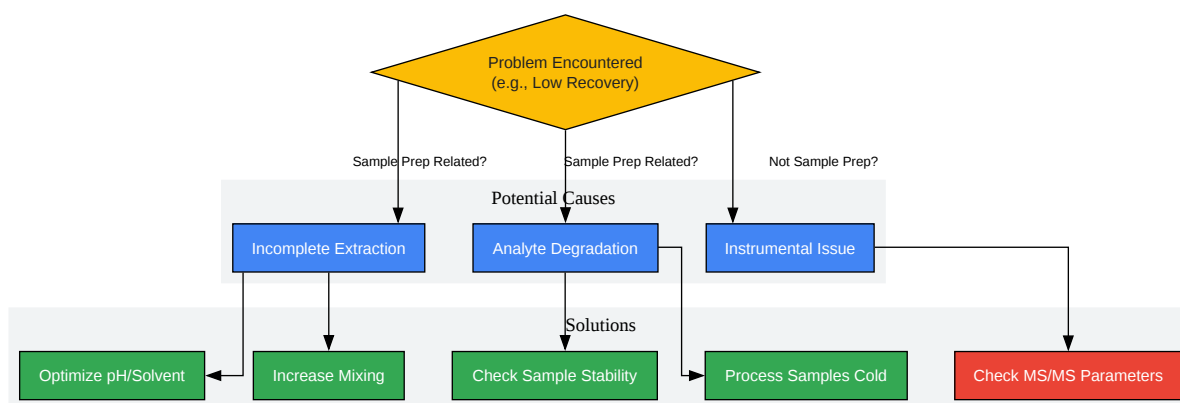 Problem Encountered
(e.g., Low Recovery)
Sample Prep Related?
Sample Prep Related?
Not Sample Prep?
Potential Causes
Incomplete Extraction
Analyte Degradation
Instrumental Issue
Solutions
Optimize pH/Solvent
Increase Mixing
Check Sample Stability
Process Samples Cold
Check MS/MS Parameters